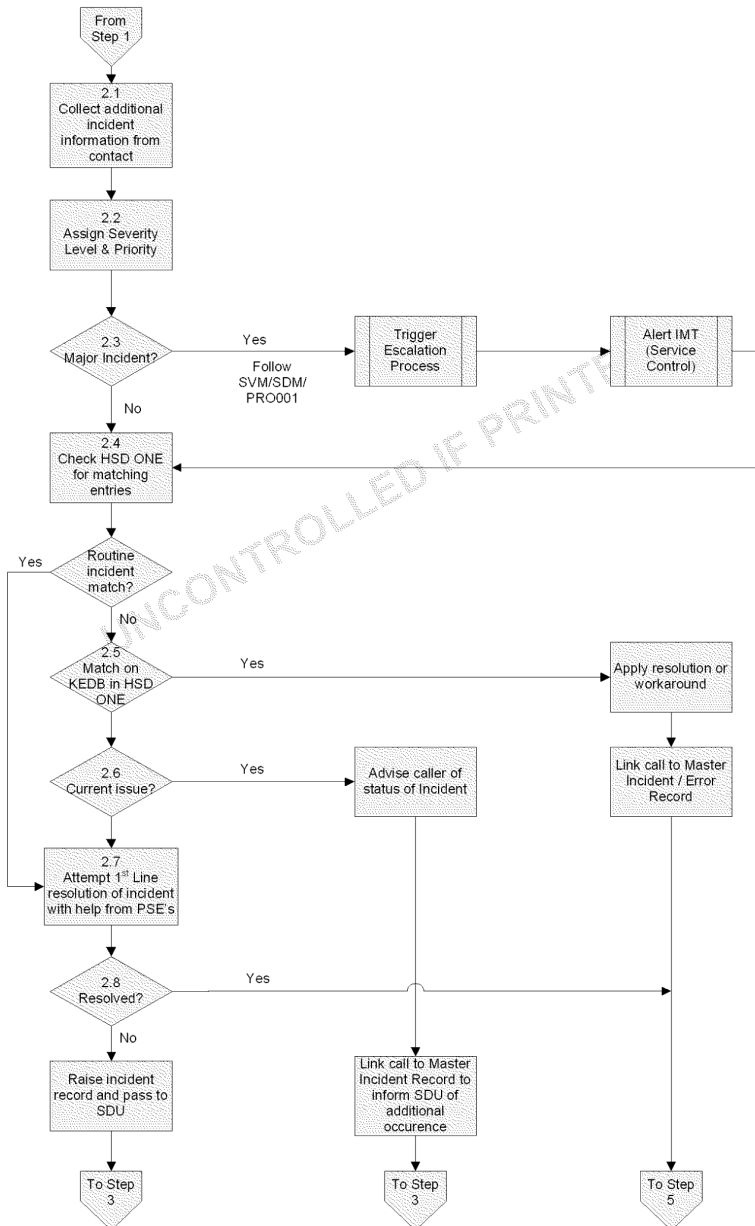 From
Step 1
2.1
Collect additional
incident
information from
contact
2.2
Assign Severity
Level & Priority
2.3
Major Incident?
Yes
Follow
SVM/SDM/
PRO001
Trigger
Escalation
Process
Alert IMT
(Service
Control)
No
2.4
Check HSD ONE
for matching
entries
UNCONTROLLED IF PRINTE
Routine
incident
match?
Yes
No
2.5
Match on
KEDB in HSD
ONE
Yes
Apply resolution or
workaround
Link call to Master
Incident / Error
Record
2.6
Current issue?
Yes
Advise caller of
status of Incident
2.7
Attempt 1st Line
resolution of incident
with help from PSE's
2.8
Resolved?
Yes
No
Raise incident
record and pass to
SDU
Link call to Master
Incident Record to
inform SDU of
additional
occurence
To Step
3
To Step
3
To Step
5